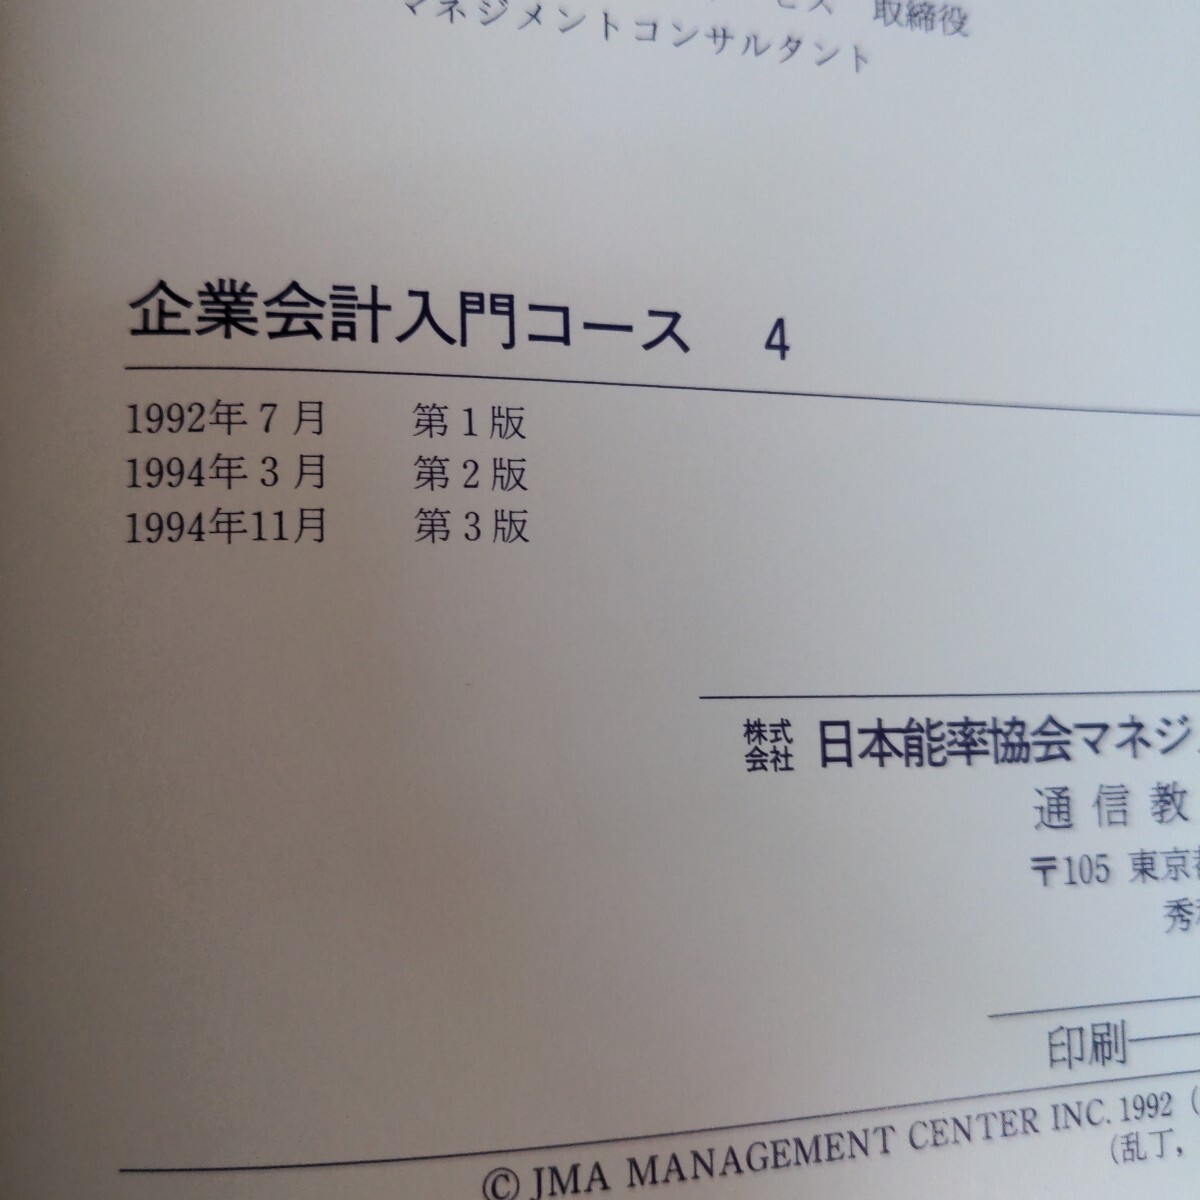 取締役
マネジメントコンサルタント
企業会計入門コース 4
1992年7月 第1版
1994年3月 第2版
1994年11月 第3版
株式会社 日本能率協会マネジ
通信教
〒105 東京都
秀和
印刷
© JMA MANAGEMENT CENTER INC. 1992 (
(乱丁,